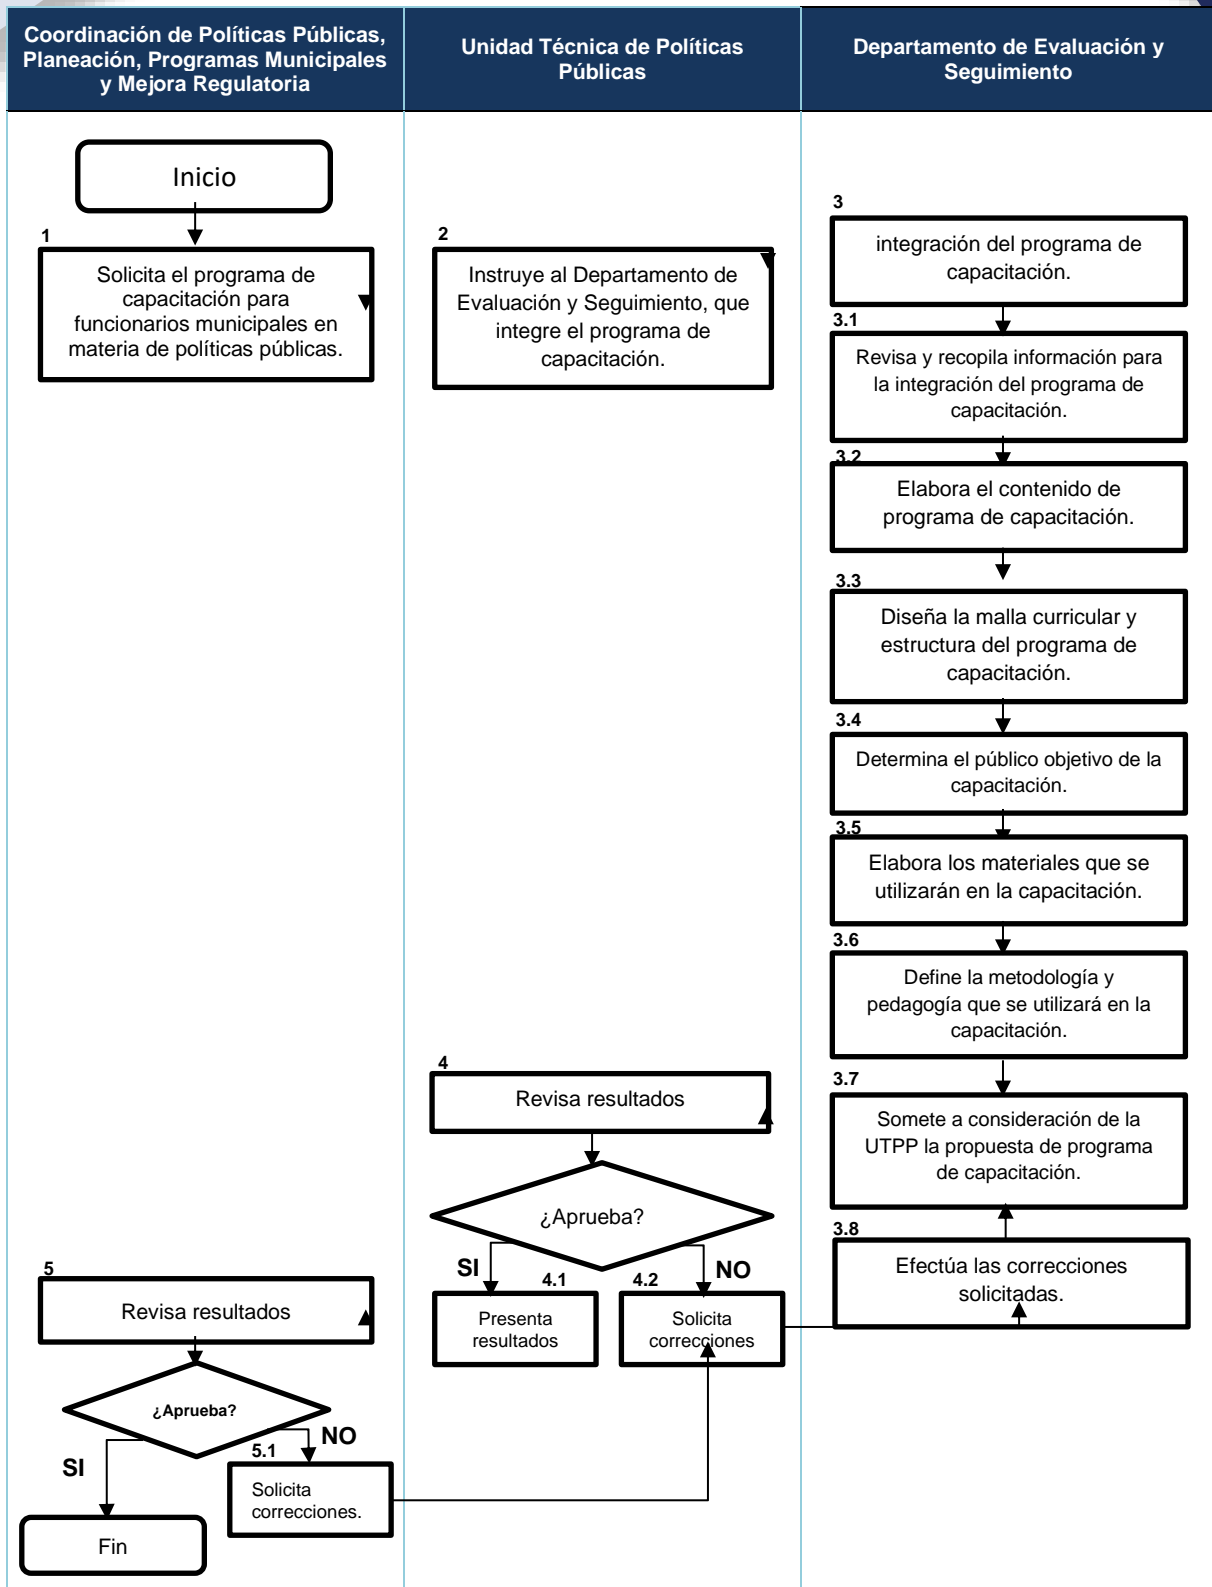 Coordinación de Políticas Públicas,
Planeación, Programas Municipales
y Mejora Regulatoria
Unidad Técnica de Políticas
Públicas
Departamento de Evaluación y
Seguimiento
Inicio
1
Solicita el programa de
capacitación para
funcionarios municipales en
materia de políticas públicas.
2
Instruye al Departamento de
Evaluación y Seguimiento, que
integre el programa de
capacitación.
3
integración del programa de
capacitación.
3.1
Revisa y recopila información para
la integración del programa de
capacitación.
3.2
Elabora el contenido de
programa de capacitación.
3.3
Diseña la malla curricular y
estructura del programa de
capacitación.
3.4
Determina el público objetivo de la
capacitación.
3.5
Elabora los materiales que se
utilizarán en la capacitación.
3.6
Define la metodología y
pedagogía que se utilizará en la
capacitación.
3.7
Somete a consideración de la
UTPP la propuesta de programa
de capacitación.
3.8
Efectúa las correcciones
solicitadas.
4
Revisa resultados
¿Aprueba?
SI
NO
4.1
Presenta
resultados
4.2
Solicita
correcciones
5
Revisa resultados
¿Aprueba?
SI
NO
5.1
Solicita
correcciones.
Fin